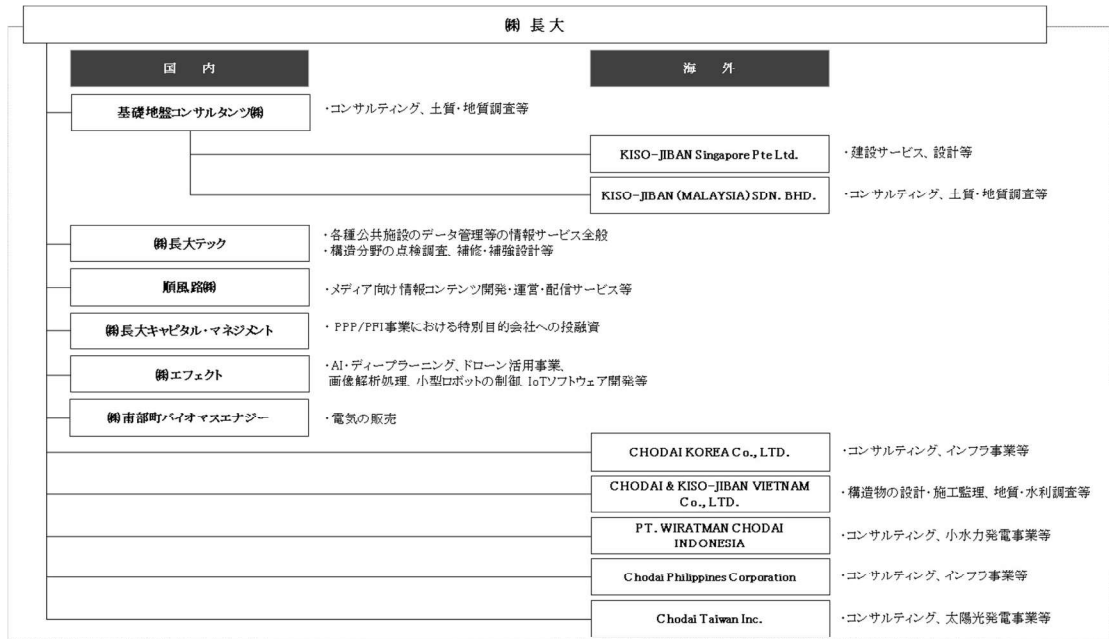 ㈱ 長 大
国 内
海 外
基礎地盤コンサルタンツ㈱
・コンサルティング、土質・地質調査等
KISO-JIBAN Singapore Pte Ltd.
・建設サービス、設計等
KISO-JIBAN (MALAYSIA) SDN. BHD.
・コンサルティング、土質・地質調査等
㈱長大テック
・各種公共施設のデータ管理等の情報サービス全般
・構造分野の点検調査、補修・補強設計等
順風路㈱
・メディア向け情報コンテンツ開発・運営・配信サービス等
㈱長大キャピタル・マネジメント
・PPP/PFI事業における特別目的会社への投融資
㈱エフェクト
・AI・ディープラーニング、ドローン活用事業、
画像解析処理、小型ロボットの制御、IoTソフトウェア開発等
㈱南部町バイオマスエナジー
・電気の販売
CHODAI KOREA Co., LTD.
・コンサルティング、インフラ事業等
CHODAI & KISO-JIBAN VIETNAM
Co., LTD.
・構造物の設計・施工監理、地質・水利調査等
PT. WIRATMAN CHODAI
INDONESIA
・コンサルティング、小水力発電事業等
Chodai Philippines Corporation
・コンサルティング、インフラ事業等
Chodai Taiwan Inc.
・コンサルティング、太陽光発電事業等